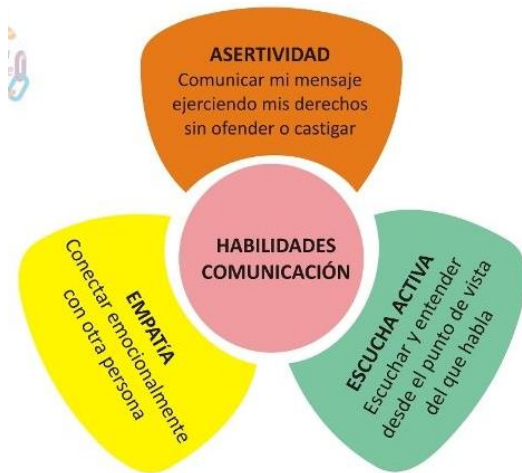 ASERTIVIDAD
Comunicar mi mensaje
ejerciendo mis derechos
sin ofender o castigar
HABILIDADES
COMUNICACIÓN
EMPATÍA
Conectar emocionalmente
con otra persona
ESCUCHA ACTIVA
Escuchar y entender
desde el punto de vista
del que habla